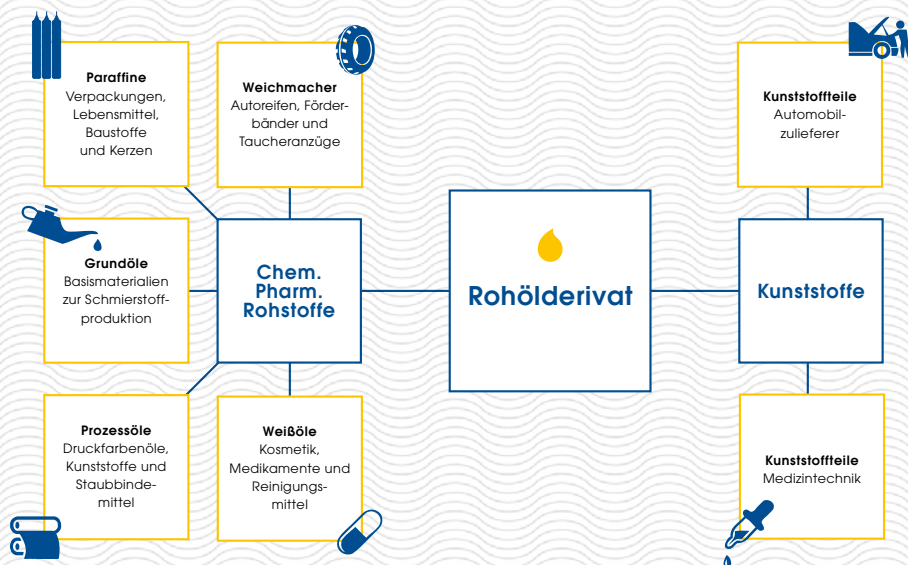 Paraffine
Verpackungen,
Lebensmittel,
Baustoffe
und Kerzen
Weichmacher
Autoreifen, Förder-
bänder und
Taucheranzüge
Kunststoffteile
Automobil-
zulieferer
Grundöle
Basismaterialien
zur Schmierstoff-
produktion
Chem.
Pharm.
Rohstoffe
Rohölderivat
Kunststoffe
Prozessöle
Druckfarbenöle,
Kunststoffe und
Staubbinde-
mittel
Weißöle
Kosmetik,
Medikamente und
Reinigungs-
mittel
Kunststoffteile
Medizintechnik